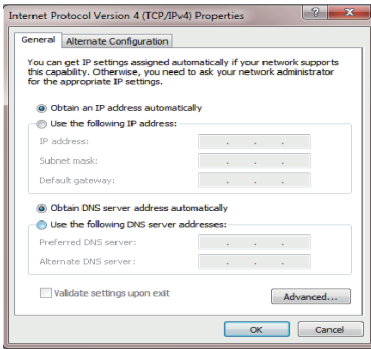 Internet Protocol Version 4 (TCP/IPv4) Properties
General
Alternate Configuration
You can get IP settings assigned automatically if your network supports
this capability. Otherwise, you need to ask your network administrator
for the appropriate IP settings.
Obtain an IP address automatically
Use the following IP address:
IP address:
Subnet mask:
Default gateway:
Obtain DNS server address automatically
Use the following DNS server addresses:
Preferred DNS server:
Alternate DNS server:
Validate settings upon exit
Advanced...
OK
Cancel